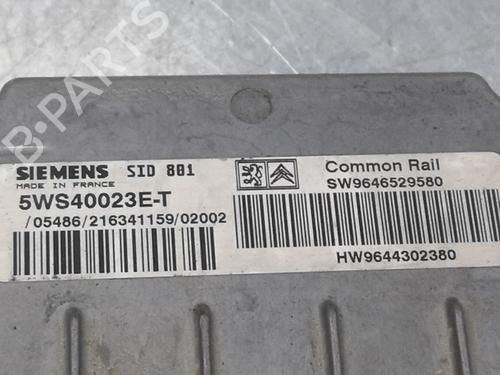 B-PARTS
SIEMENS SID 801
MADE IN FRANCE
5WS40023E-T
/05486/216341159/02002
Common Rail
SW9646529580
HW9644302380